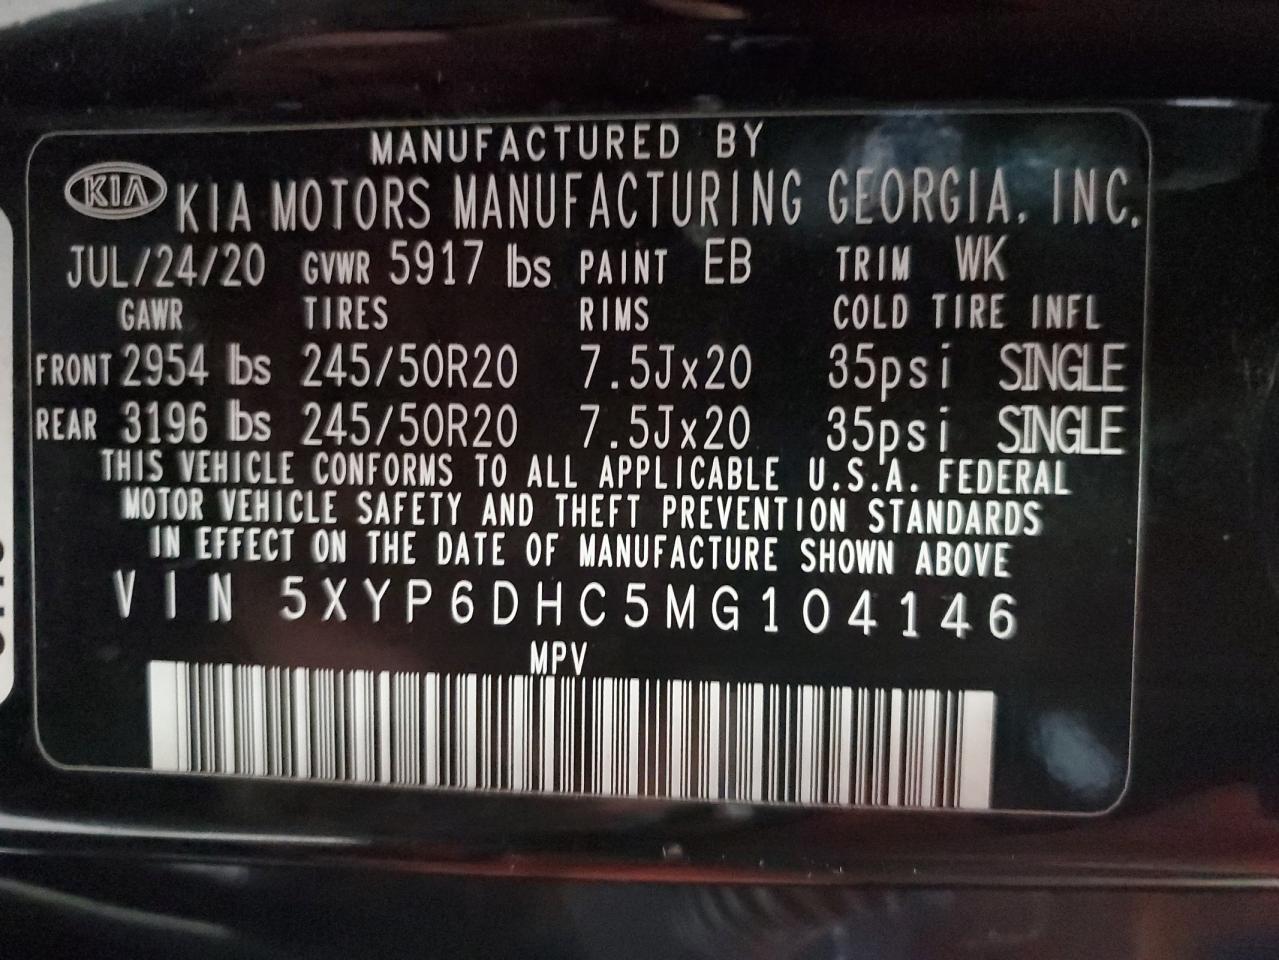 MANUFACTURED BY
KIA KIA MOTORS MANUFACTURING GEORGIA, INC.
JUL/24/20 GVWR 5917 lbs PAINT EB TRIM WK
GAWR TIRES RIMS COLD TIRE INFL
FRONT 2954 lbs 245/50R20 7.5Jx20 35psi SINGLE
REAR 3196 lbs 245/50R20 7.5Jx20 35psi SINGLE
THIS VEHICLE CONFORMS TO ALL APPLICABLE U.S.A. FEDERAL
MOTOR VEHICLE SAFETY AND THEFT PREVENTION STANDARDS
IN EFFECT ON THE DATE OF MANUFACTURE SHOWN ABOVE
VIN 5XYP6DHC5MG104146
MPV